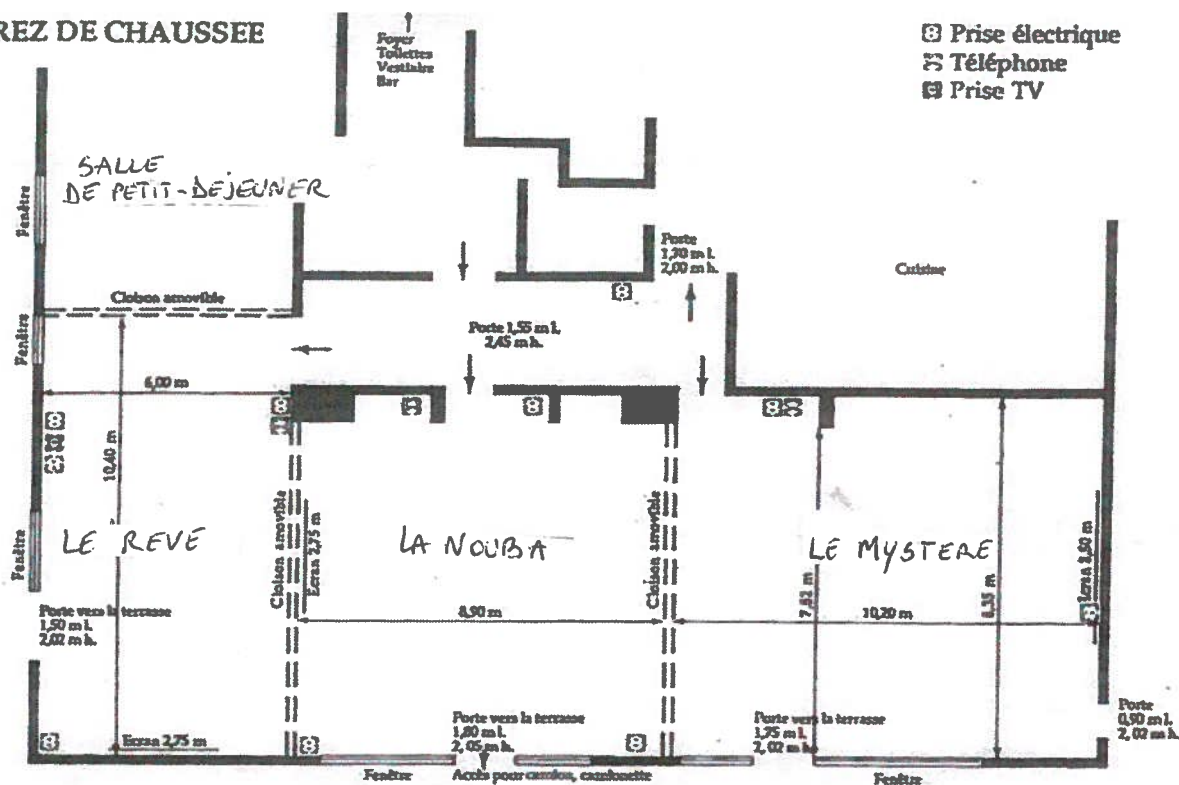 REZ DE CHAUSSEE
Prise électrique
Téléphone
Prise TV
Foyer
Toilettes
Vestiaire
Bar
SALLE
DE PETIT-DEJEUNER
Fenêtre
Porte
1,20 m l.
2,00 m h.
Cuisine
Cloison amovible
Fenêtre
Porte 1,55 m l.
2,45 m h.
6,00 m
10,40 m
Fenêtre
LE REVE
Cloison amovible
Ecran 2,75 m
LA NOUBA
Cloison amovible
LE MYSTERE
7,62 m
8,35 m
Ecran 2,50 m
8,90 m
10,20 m
Porte vers la terrasse
1,50 m l.
2,02 m h.
Ecran 2,75 m
Porte vers la terrasse
1,80 m l.
2,05 m h.
Porte vers la terrasse
1,75 m l.
2,02 m h.
Porte
0,90 m l.
2,02 m h.
Fenêtre
Accès pour camion, camionette
Fenêtre